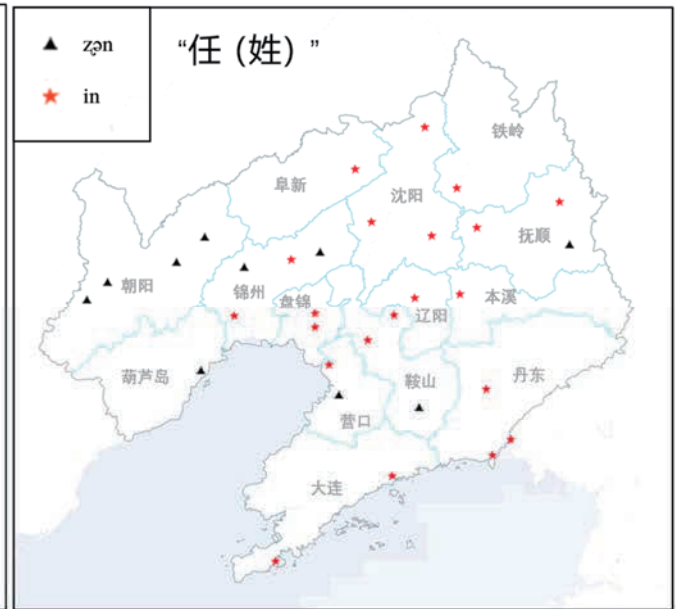 ʐən
in
“任（姓）”
铁岭
阜新
沈阳
抚顺
朝阳
锦州
盘锦
辽阳
本溪
葫芦岛
鞍山
丹东
营口
大连